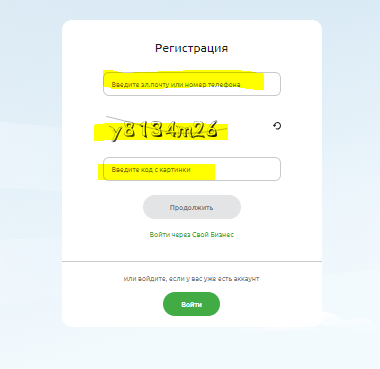 Регистрация
Введите эл.почту или номер телефона
y8134m26
Введите код с картинки
Продолжить
Войти через Свой Бизнес
или войдите, если у вас уже есть аккаунт
Войти